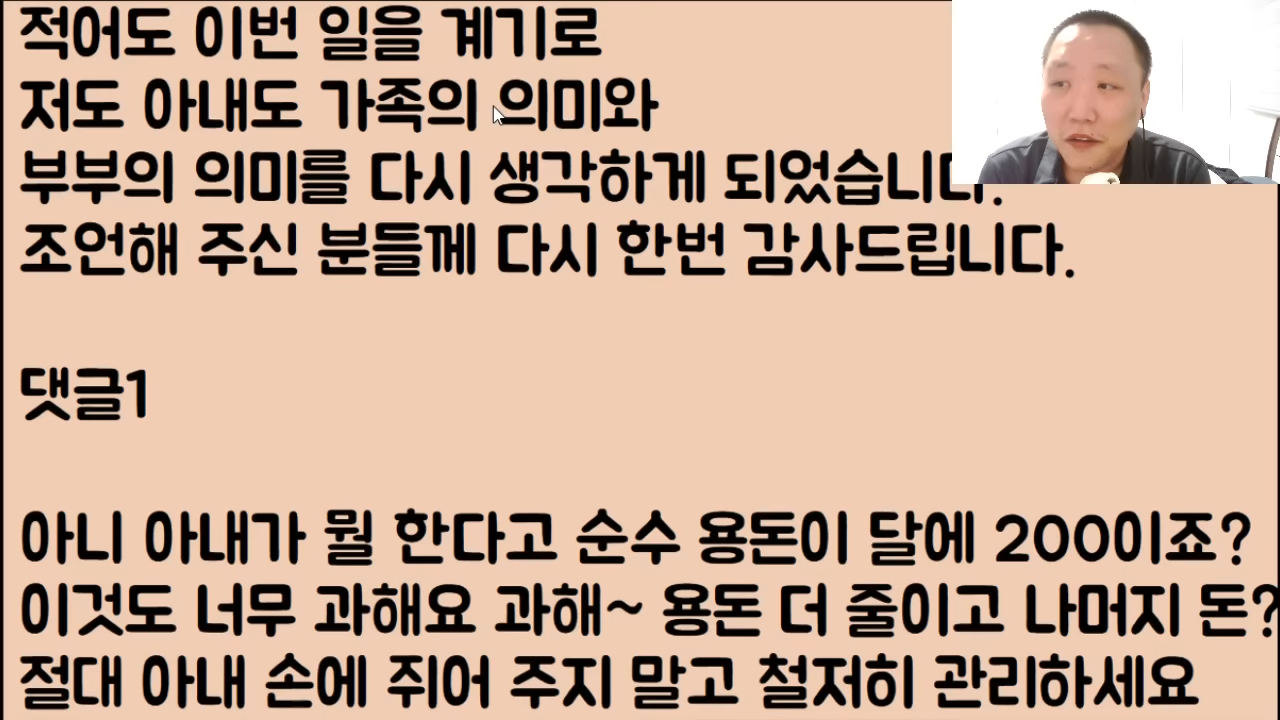 적어도 이번 일을 계기로
저도 아내도 가족의 의미와
부부의 의미를 다시 생각하게 되었습니다.
조언해 주신 분들께 다시 한번 감사드립니다.
댓글1
아니 아내가 뭘 한다고 순수 용돈이 달에 200이죠?
이것도 너무 과해요 과해~ 용돈 더 줄이고 나머지 돈?
절대 아내 손에 쥐어 주지 말고 철저히 관리하세요